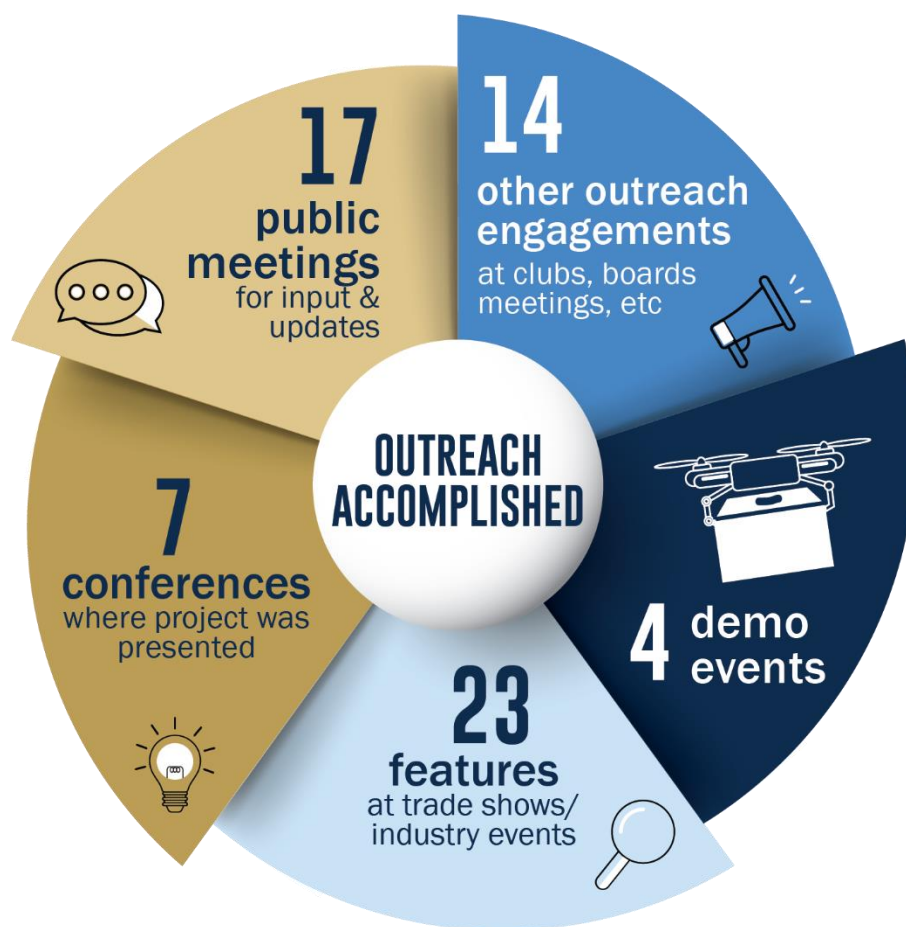 17
public
meetings
for input &
updates
14
other outreach
engagements
at clubs, boards
meetings, etc
OUTREACH
ACCOMPLISHED
7
conferences
where project was
presented
4 demo
events
23
features
at trade shows/
industry events